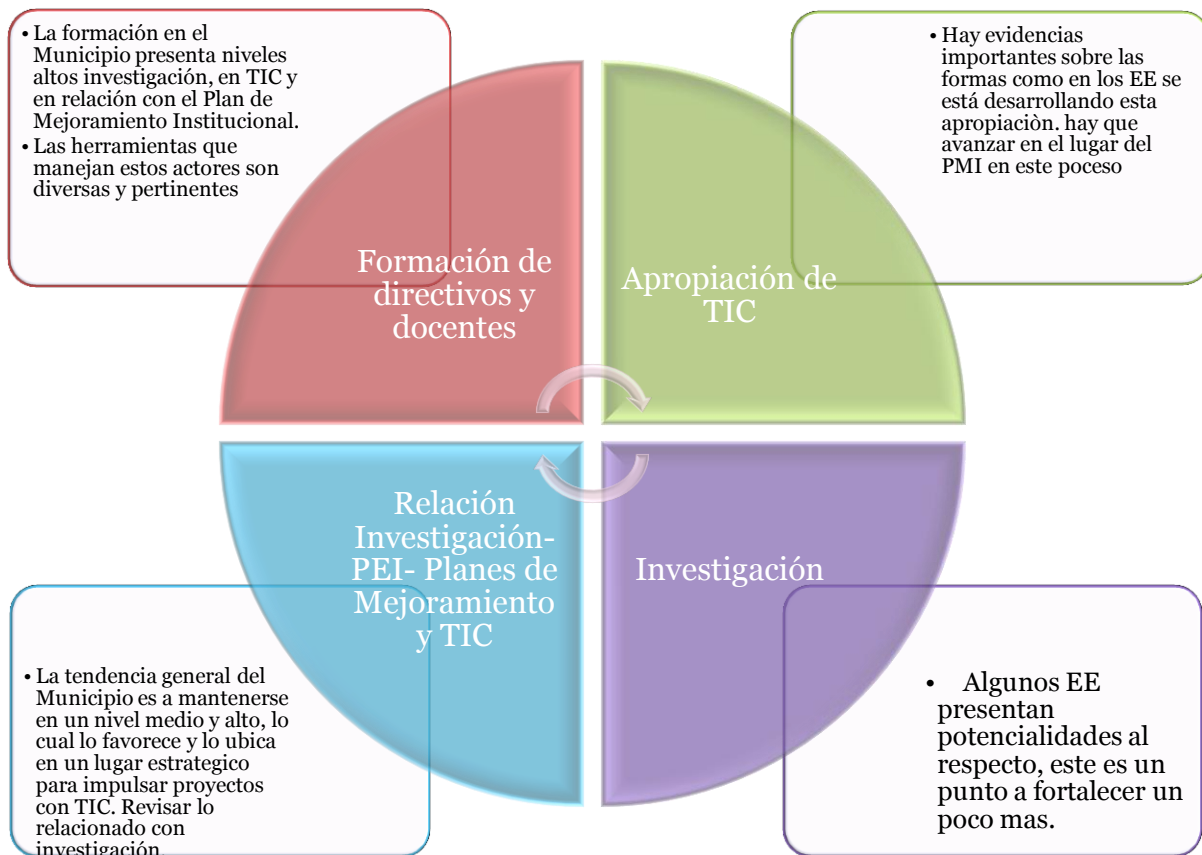 • La formación en el
Municipio presenta niveles
altos investigación, en TIC y
en relación con el Plan de
Mejoramiento Institucional.
• Las herramientas que
manejan estos actores son
diversas y pertinentes
• Hay evidencias
importantes sobre las
formas como en los EE se
está desarrollando esta
apropiaciòn. hay que
avanzar en el lugar del
PMI en este poceso
Formación de
directivos y
docentes
Apropiación de
TIC
Relación
Investigación-
PEI- Planes de
Mejoramiento
y TIC
Investigación
• La tendencia general del
Municipio es a mantenerse
en un nivel medio y alto, lo
cual lo favorece y lo ubica
en un lugar estrategico
para impulsar proyectos
con TIC. Revisar lo
relacionado con
investigación.
• Algunos EE
presentan
potencialidades al
respecto, este es un
punto a fortalecer un
poco mas.